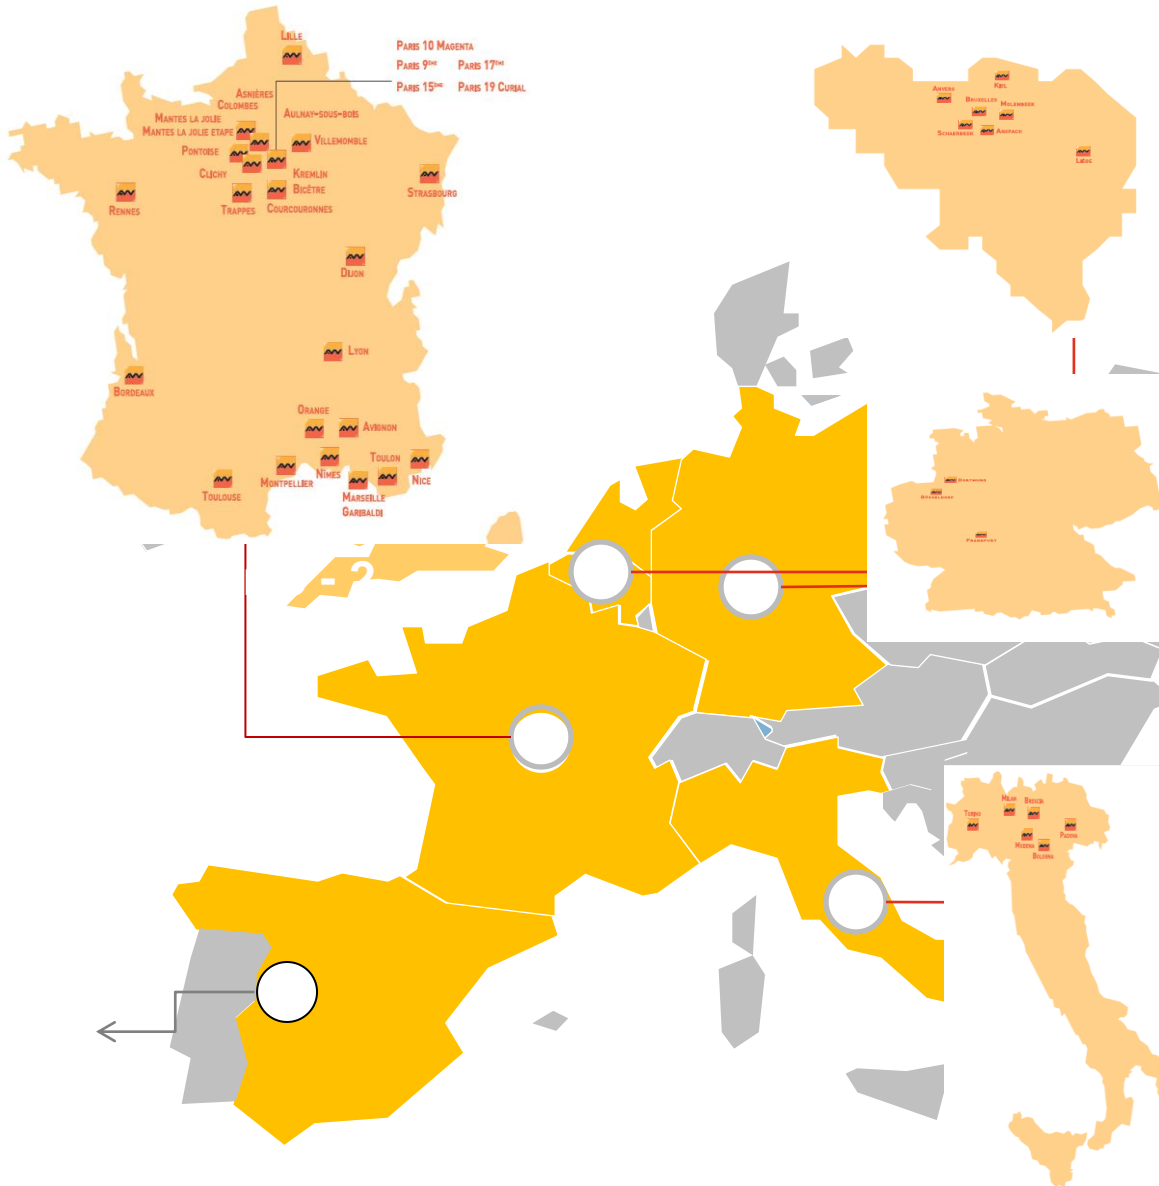 Lille
Paris 10 Magenta
Paris 9ème Paris 17ème
Paris 15ème Paris 19 Curial
Asnières
Colombes
Aulnay-sous-bois
Mantes la jolie
Mantes la jolie etape
Villemomble
Pontoise
Clichy
Kremlin
Bicêtre
Strasbourg
Rennes
Trappes
Courcouronnes
Dijon
Lyon
Bordeaux
Orange
Avignon
Toulon
Nîmes
Montpellier
Nice
Toulouse
Marseille
Garibaldi
Anvers
Kiel
Bruxelles
Molenbeek
Schaerbeek
Anspach
Liège
Dortmund
Düsseldorf
Frankfurt
- 2
Milan
Brescia
Turin
Padova
Modena
Bologna